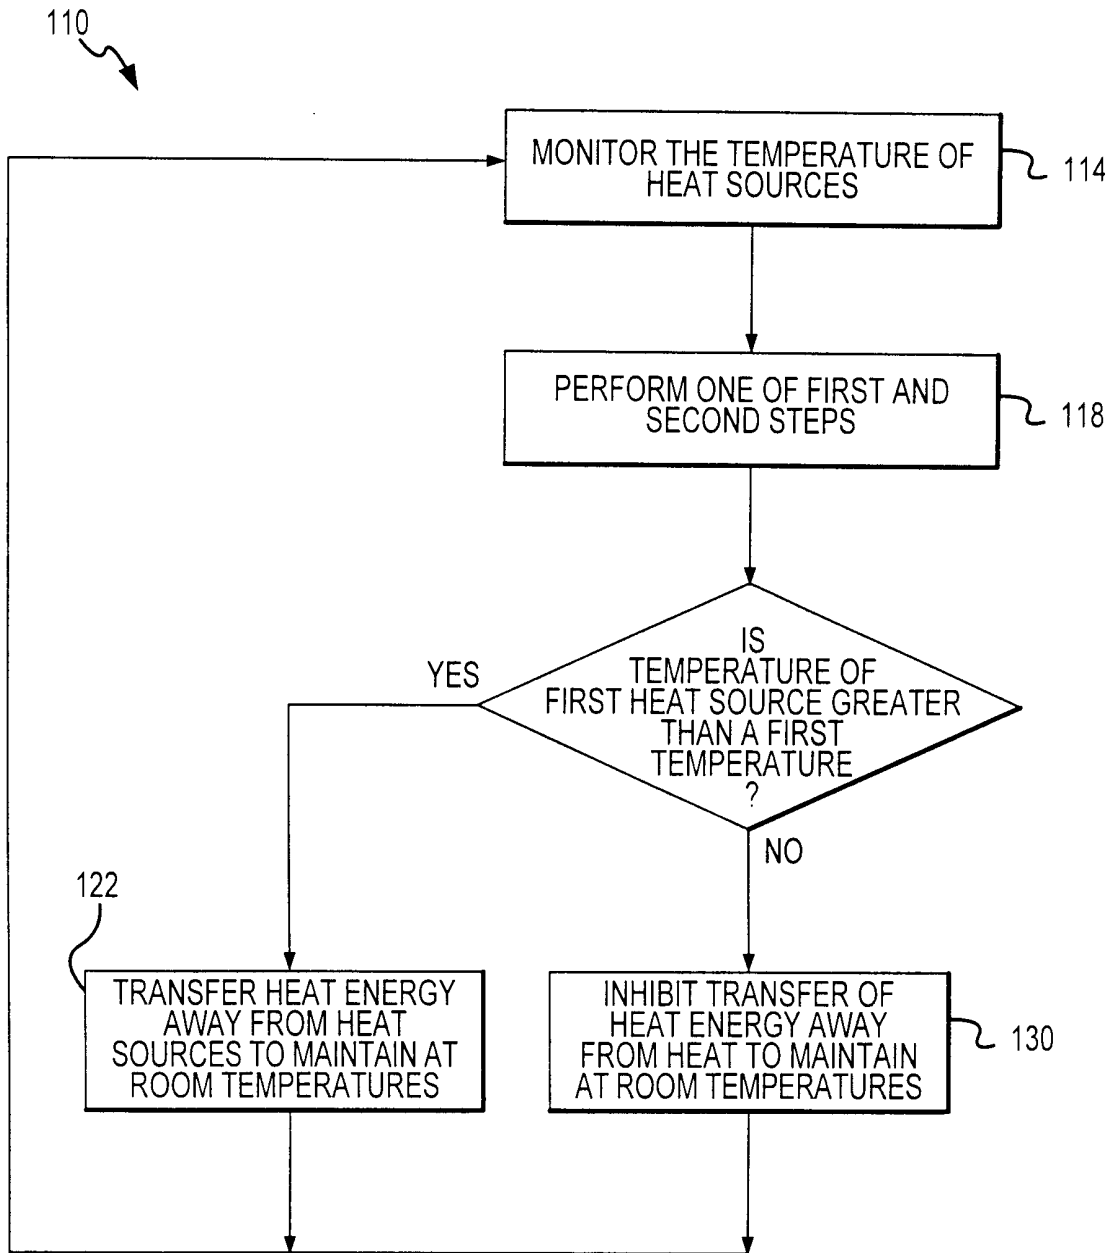 110
MONITOR THE TEMPERATURE OF
HEAT SOURCES
114
PERFORM ONE OF FIRST AND
SECOND STEPS
118
IS
TEMPERATURE OF
FIRST HEAT SOURCE GREATER
THAN A FIRST
TEMPERATURE
?
YES
NO
122
TRANSFER HEAT ENERGY
AWAY FROM HEAT
SOURCES TO MAINTAIN AT
ROOM TEMPERATURES
INHIBIT TRANSFER OF
HEAT ENERGY AWAY
FROM HEAT TO MAINTAIN
AT ROOM TEMPERATURES
130